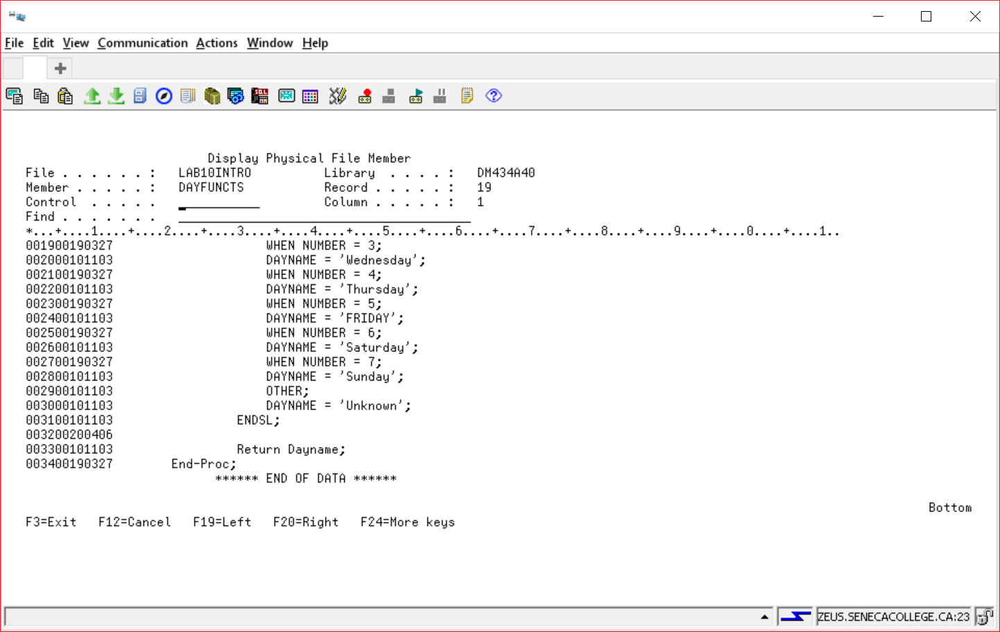 File Edit View Communication Actions Window Help
Display Physical File Member
File . . . . . . : LAB10INTRO Library . . . . : DM434A40
Member . . . . . : DAYFUNCTS Record . . . . . : 19
Control . . . . . Column . . . . . : 1
Find . . . . . . .
*...+....1....+....2....+....3....+....4....+....5....+....6....+....7....+....8....+....9....+....0....+....1..
001900190327 WHEN NUMBER = 3;
002000101103 DAYNAME = 'Wednesday';
002100190327 WHEN NUMBER = 4;
002200101103 DAYNAME = 'Thursday';
002300190327 WHEN NUMBER = 5;
002400101103 DAYNAME = 'FRIDAY';
002500190327 WHEN NUMBER = 6;
002600101103 DAYNAME = 'Saturday';
002700190327 WHEN NUMBER = 7;
002800101103 DAYNAME = 'Sunday';
002900101103 OTHER;
003000101103 DAYNAME = 'Unknown';
003100101103 ENDSL;
003200200406
003300101103 Return Dayname;
003400190327 End-Proc;
****** END OF DATA ******
Bottom
F3=Exit F12=Cancel F19=Left F20=Right F24=More keys
ZEUS.SENECACOLLEGE.CA:23